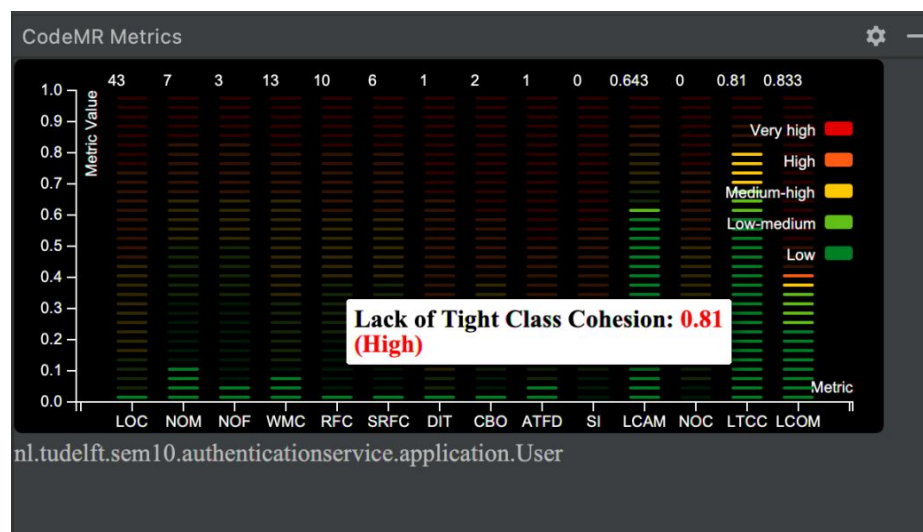 CodeMR Metrics
43 7 3 13 10 6 1 2 1 0 0.643 0 0.81 0.833
1.0
0.9
0.8
0.7
0.6
0.5
0.4
0.3
0.2
0.1
0.0
Metric Value
Very high
High
Medium-high
Low-medium
Low
Lack of Tight Class Cohesion: 0.81
(High)
Metric
LOC NOM NOF WMC RFC SRFC DIT CBO ATFD SI LCAM NOC LTCC LCOM
nl.tudelft.sem10.authenticationservice.application.User